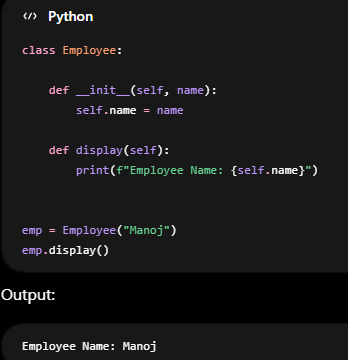 </> Python
class Employee:
    def __init__(self, name):
        self.name = name
    def display(self):
        print(f"Employee Name: {self.name}")
emp = Employee("Manoj")
emp.display()
Output:
Employee Name: Manoj